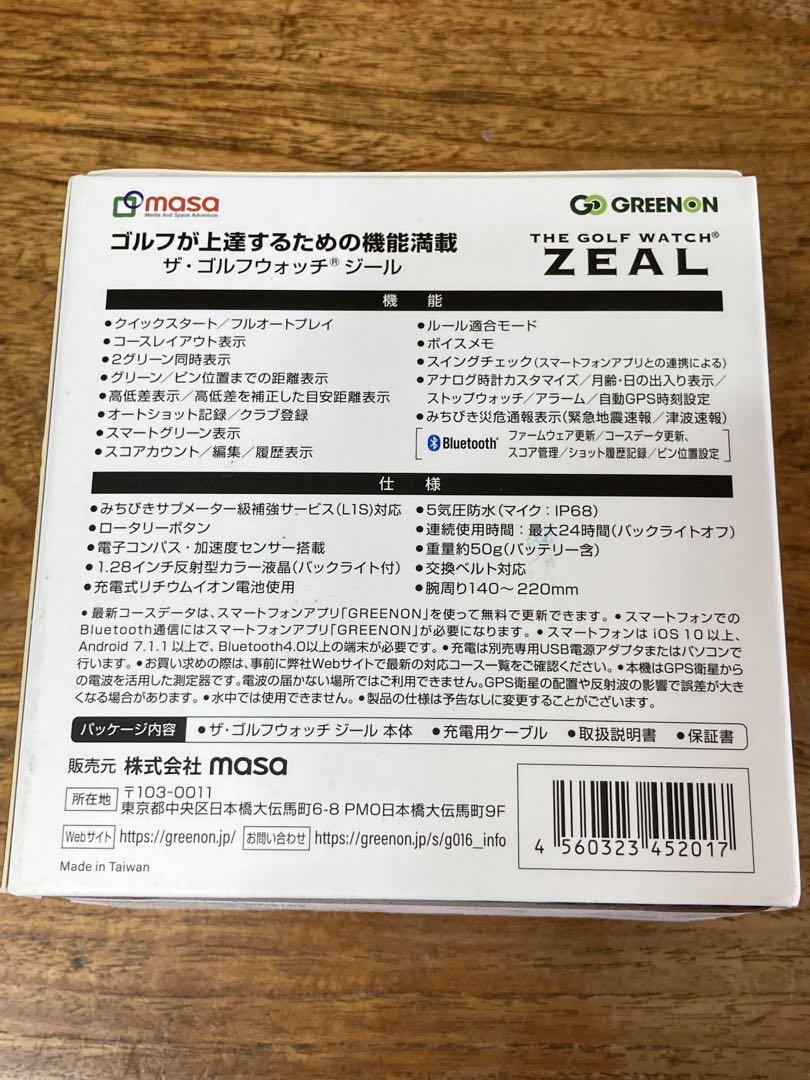 masa
Media And Space Adventure
GO GREENON
ゴルフが上達するための機能満載
ザ・ゴルフウォッチ® ジール
THE GOLF WATCH®
ZEAL
機 能
●クイックスタート／フルオートプレイ
●コースレイアウト表示
●2グリーン同時表示
●グリーン／ピン位置までの距離表示
●高低差表示／高低差を補正した目安距離表示
●オートショット記録／クラブ登録
●スマートグリーン表示
●スコアカウント／編集／履歴表示
●ルール適合モード
●ボイスメモ
●スイングチェック（スマートフォンアプリとの連携による）
●アナログ時計カスタマイズ／月齢・日の出入り表示／
ストップウォッチ／アラーム／自動GPS時刻設定
●みちびき災危通報表示（緊急地震速報／津波速報）
Bluetooth® ファームウェア更新／コースデータ更新、
スコア管理／ショット履歴記録／ピン位置設定
仕 様
●みちびきサブメーター級補強サービス（L1S）対応
●ロータリーボタン
●電子コンパス・加速度センサー搭載
●1.28インチ反射型カラー液晶（バックライト付）
●充電式リチウムイオン電池使用
●5気圧防水（マイク：IP68）
●連続使用時間：最大24時間（バックライトオフ）
●重量約50g（バッテリー含）
●交換ベルト対応
●腕周り140～220mm
●最新コースデータは、スマートフォンアプリ「GREENON」を使って無料で更新できます。●スマートフォンでの
Bluetooth通信にはスマートフォンアプリ「GREENON」が必要になります。●スマートフォンは iOS 10 以上、
Android 7.1.1以上で、Bluetooth4.0以上の端末が必要です。●充電は別売専用USB電源アダプタまたはパソコンで
行います。●お買い求めの際は、事前に弊社Webサイトで最新の対応コース一覧をご確認ください。●本機はGPS衛星から
の電波を活用した測定器です。電波の届かない場所ではご利用できません。GPS衛星の配置や反射波の影響で誤差が大き
くなる場合があります。●水中では使用できません。●製品の仕様は予告なしに変更することがございます。
パッケージ内容 ●ザ・ゴルフウォッチ ジール 本体 ●充電用ケーブル ●取扱説明書 ●保証書
販売元 株式会社 masa
所在地 〒103-0011
東京都中央区日本橋大伝馬町6-8 PMO日本橋大伝馬町9F
Webサイト https://greenon.jp/ お問い合わせ https://greenon.jp/s/g016_info
Made in Taiwan
4 560323 452017